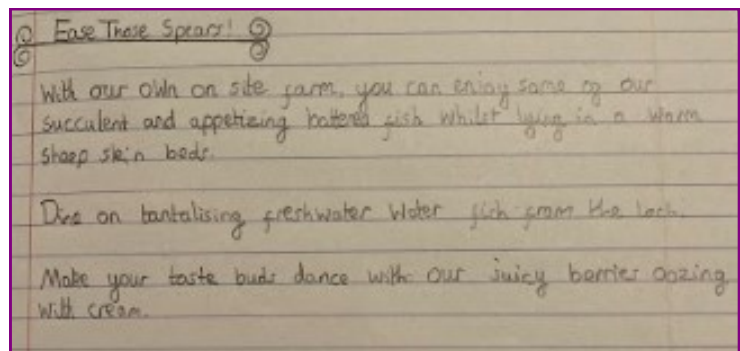 Ease Those Spears!
With our own on site farm, you can enjoy some of our
succulent and appetizing battered fish whilst lying in a warm
sheep skin beds.
Dine on tantalising freshwater water fish from the loch.
Make your taste buds dance with our juicy berries oozing
with cream.